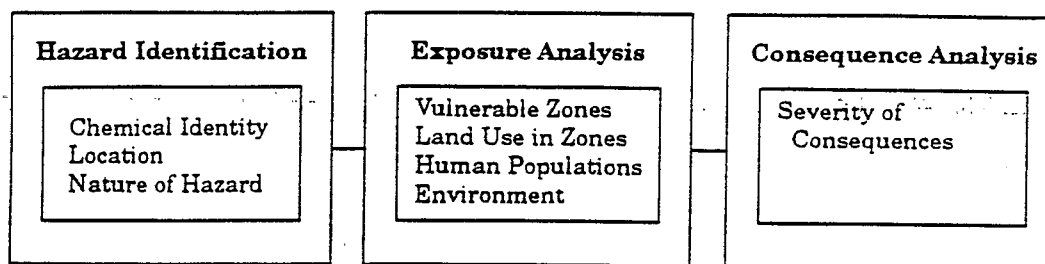 Hazard Identification
Chemical Identity
Location
Nature of Hazard
Exposure Analysis
Vulnerable Zones
Land Use in Zones
Human Populations
Environment
Consequence Analysis
Severity of
Consequences